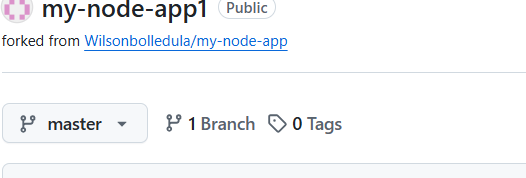 my-node-app1 Public
forked from Wilsonbolledula/my-node-app
master 1 Branch 0 Tags